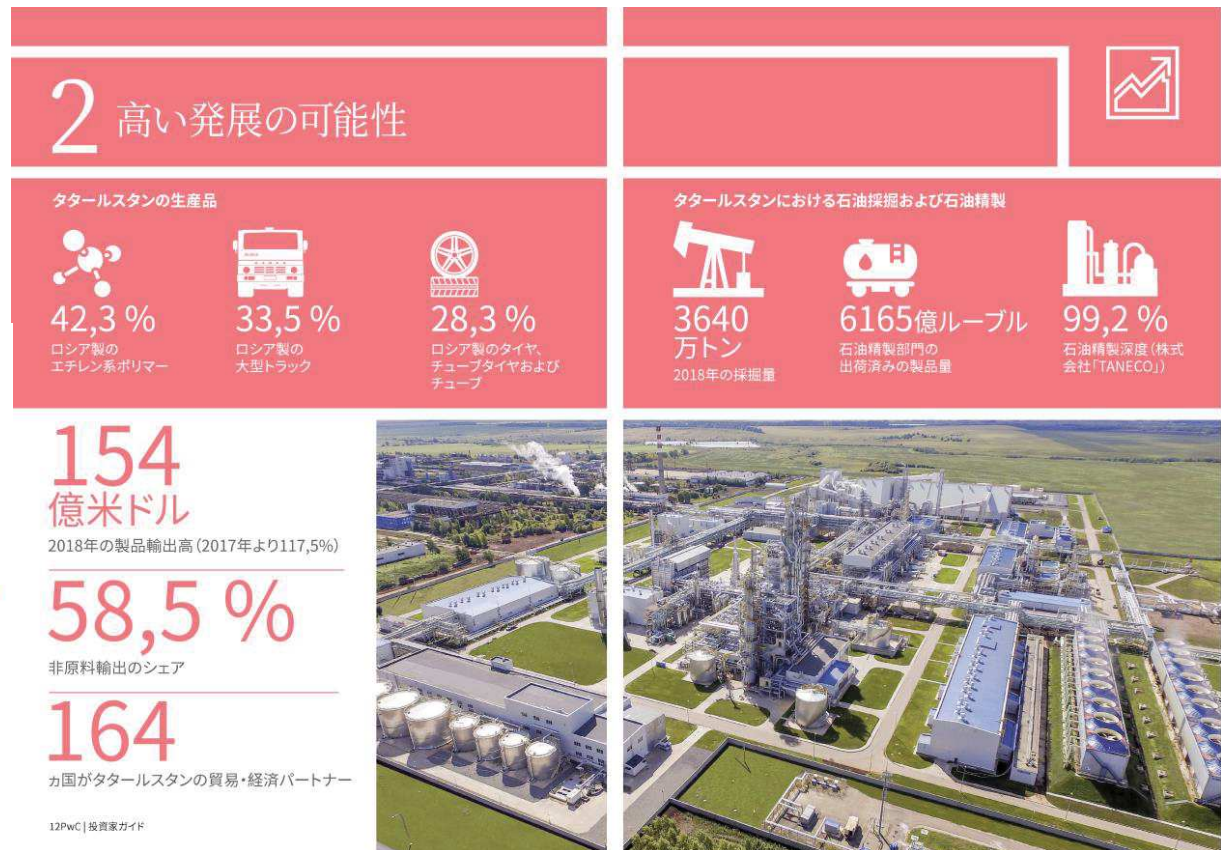 2 高い発展の可能性
タタールスタンの生産品
42,3 %
ロシア製の
エチレン系ポリマー
33,5 %
ロシア製の
大型トラック
28,3 %
ロシア製のタイヤ、
チューブタイヤおよび
チューブ
タタールスタンにおける石油採掘および石油精製
3640
万トン
2018年の採掘量
6165億ルーブル
石油精製部門の
出荷済みの製品量
99,2 %
石油精製深度（株式
会社「TANECO」）
154
億米ドル
2018年の製品輸出高（2017年より117,5%）
58,5 %
非原料輸出のシェア
164
ヵ国がタタールスタンの貿易・経済パートナー
12PwC | 投資家ガイド